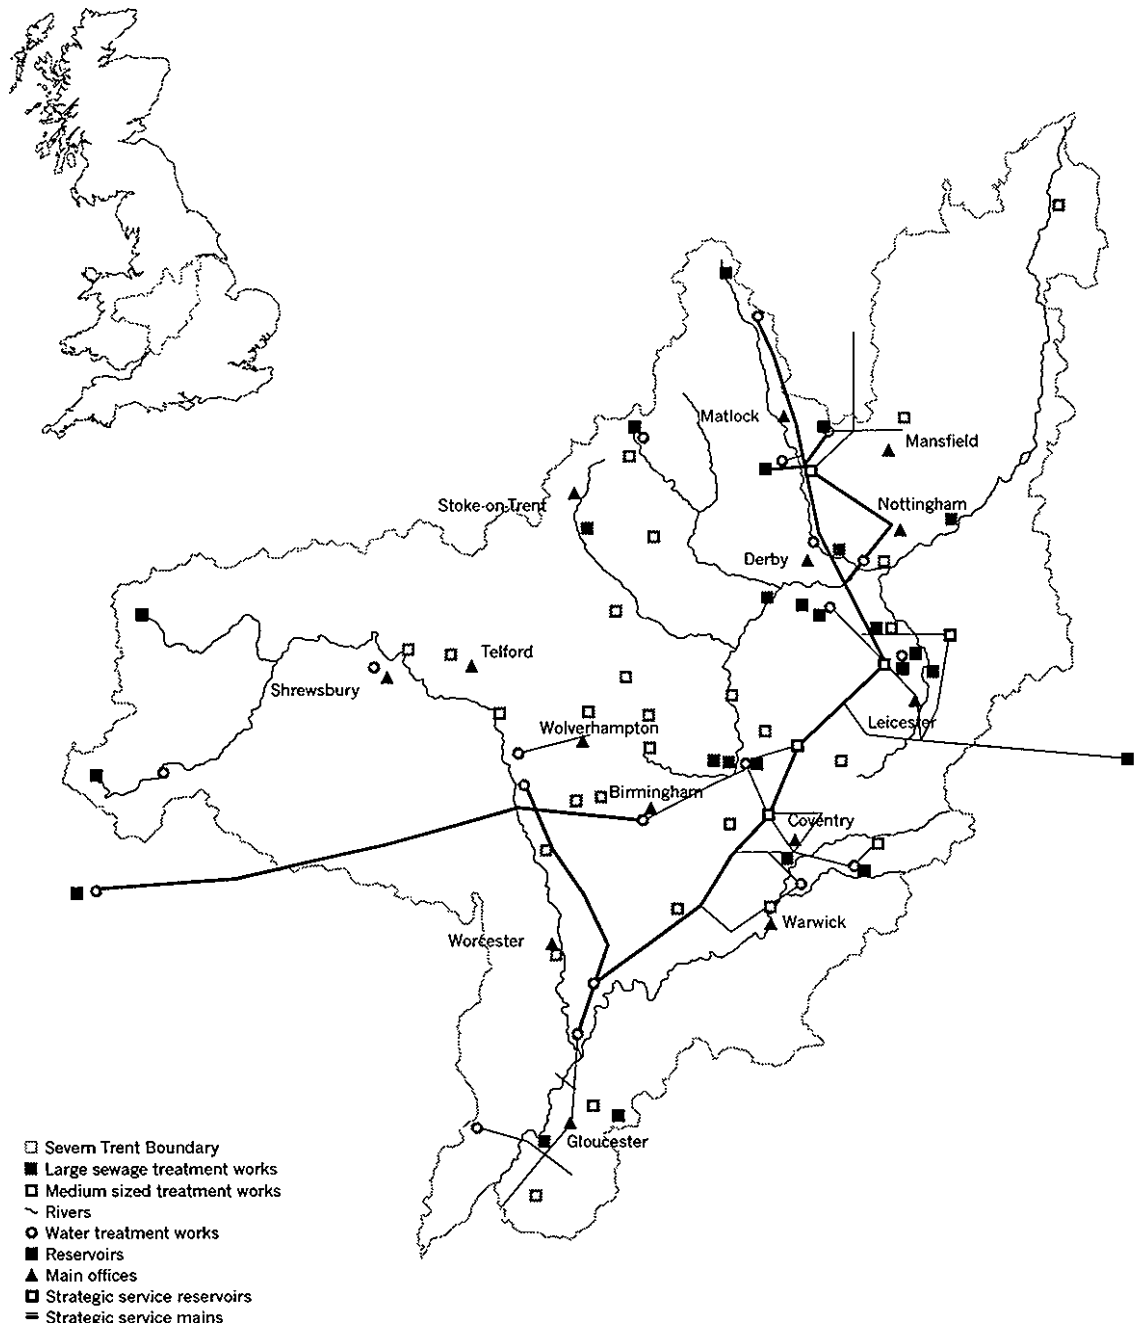 Matlock
Mansfield
Stoke-on-Trent
Nottingham
Derby
Telford
Shrewsbury
Wolverhampton
Leicester
Birmingham
Coventry
Warwick
Worcester
Gloucester
Severn Trent Boundary
Large sewage treatment works
Medium sized treatment works
Rivers
Water treatment works
Reservoirs
Main offices
Strategic service reservoirs
Strategic service mains